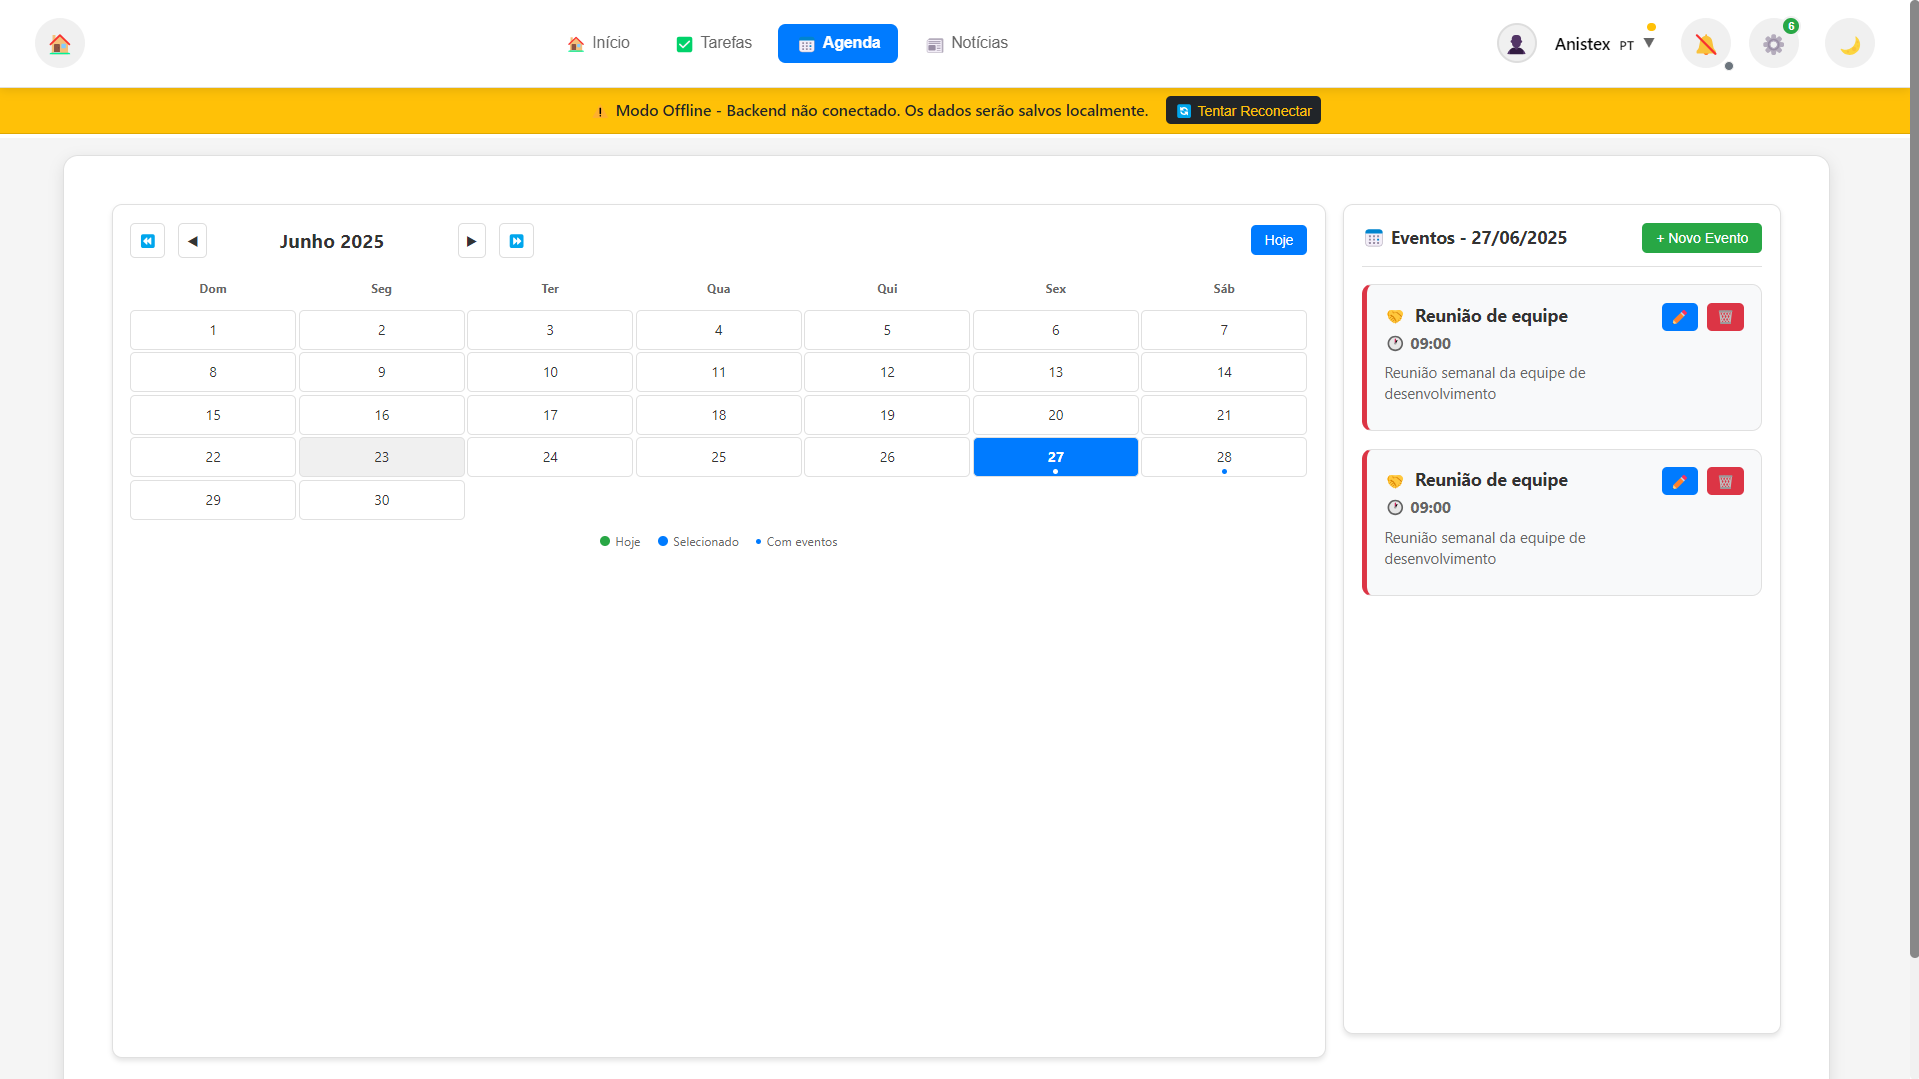 Início
Tarefas
Agenda
Notícias
Anistex PT ▼
6
Modo Offline - Backend não conectado. Os dados serão salvos localmente.
Tentar Reconectar
Junho 2025
Hoje
Dom Seg Ter Qua Qui Sex Sáb
1 2 3 4 5 6 7
8 9 10 11 12 13 14
15 16 17 18 19 20 21
22 23 24 25 26 27 28
29 30
Hoje Selecionado Com eventos
Eventos - 27/06/2025
+ Novo Evento
Reunião de equipe
09:00
Reunião semanal da equipe de
desenvolvimento
Reunião de equipe
09:00
Reunião semanal da equipe de
desenvolvimento